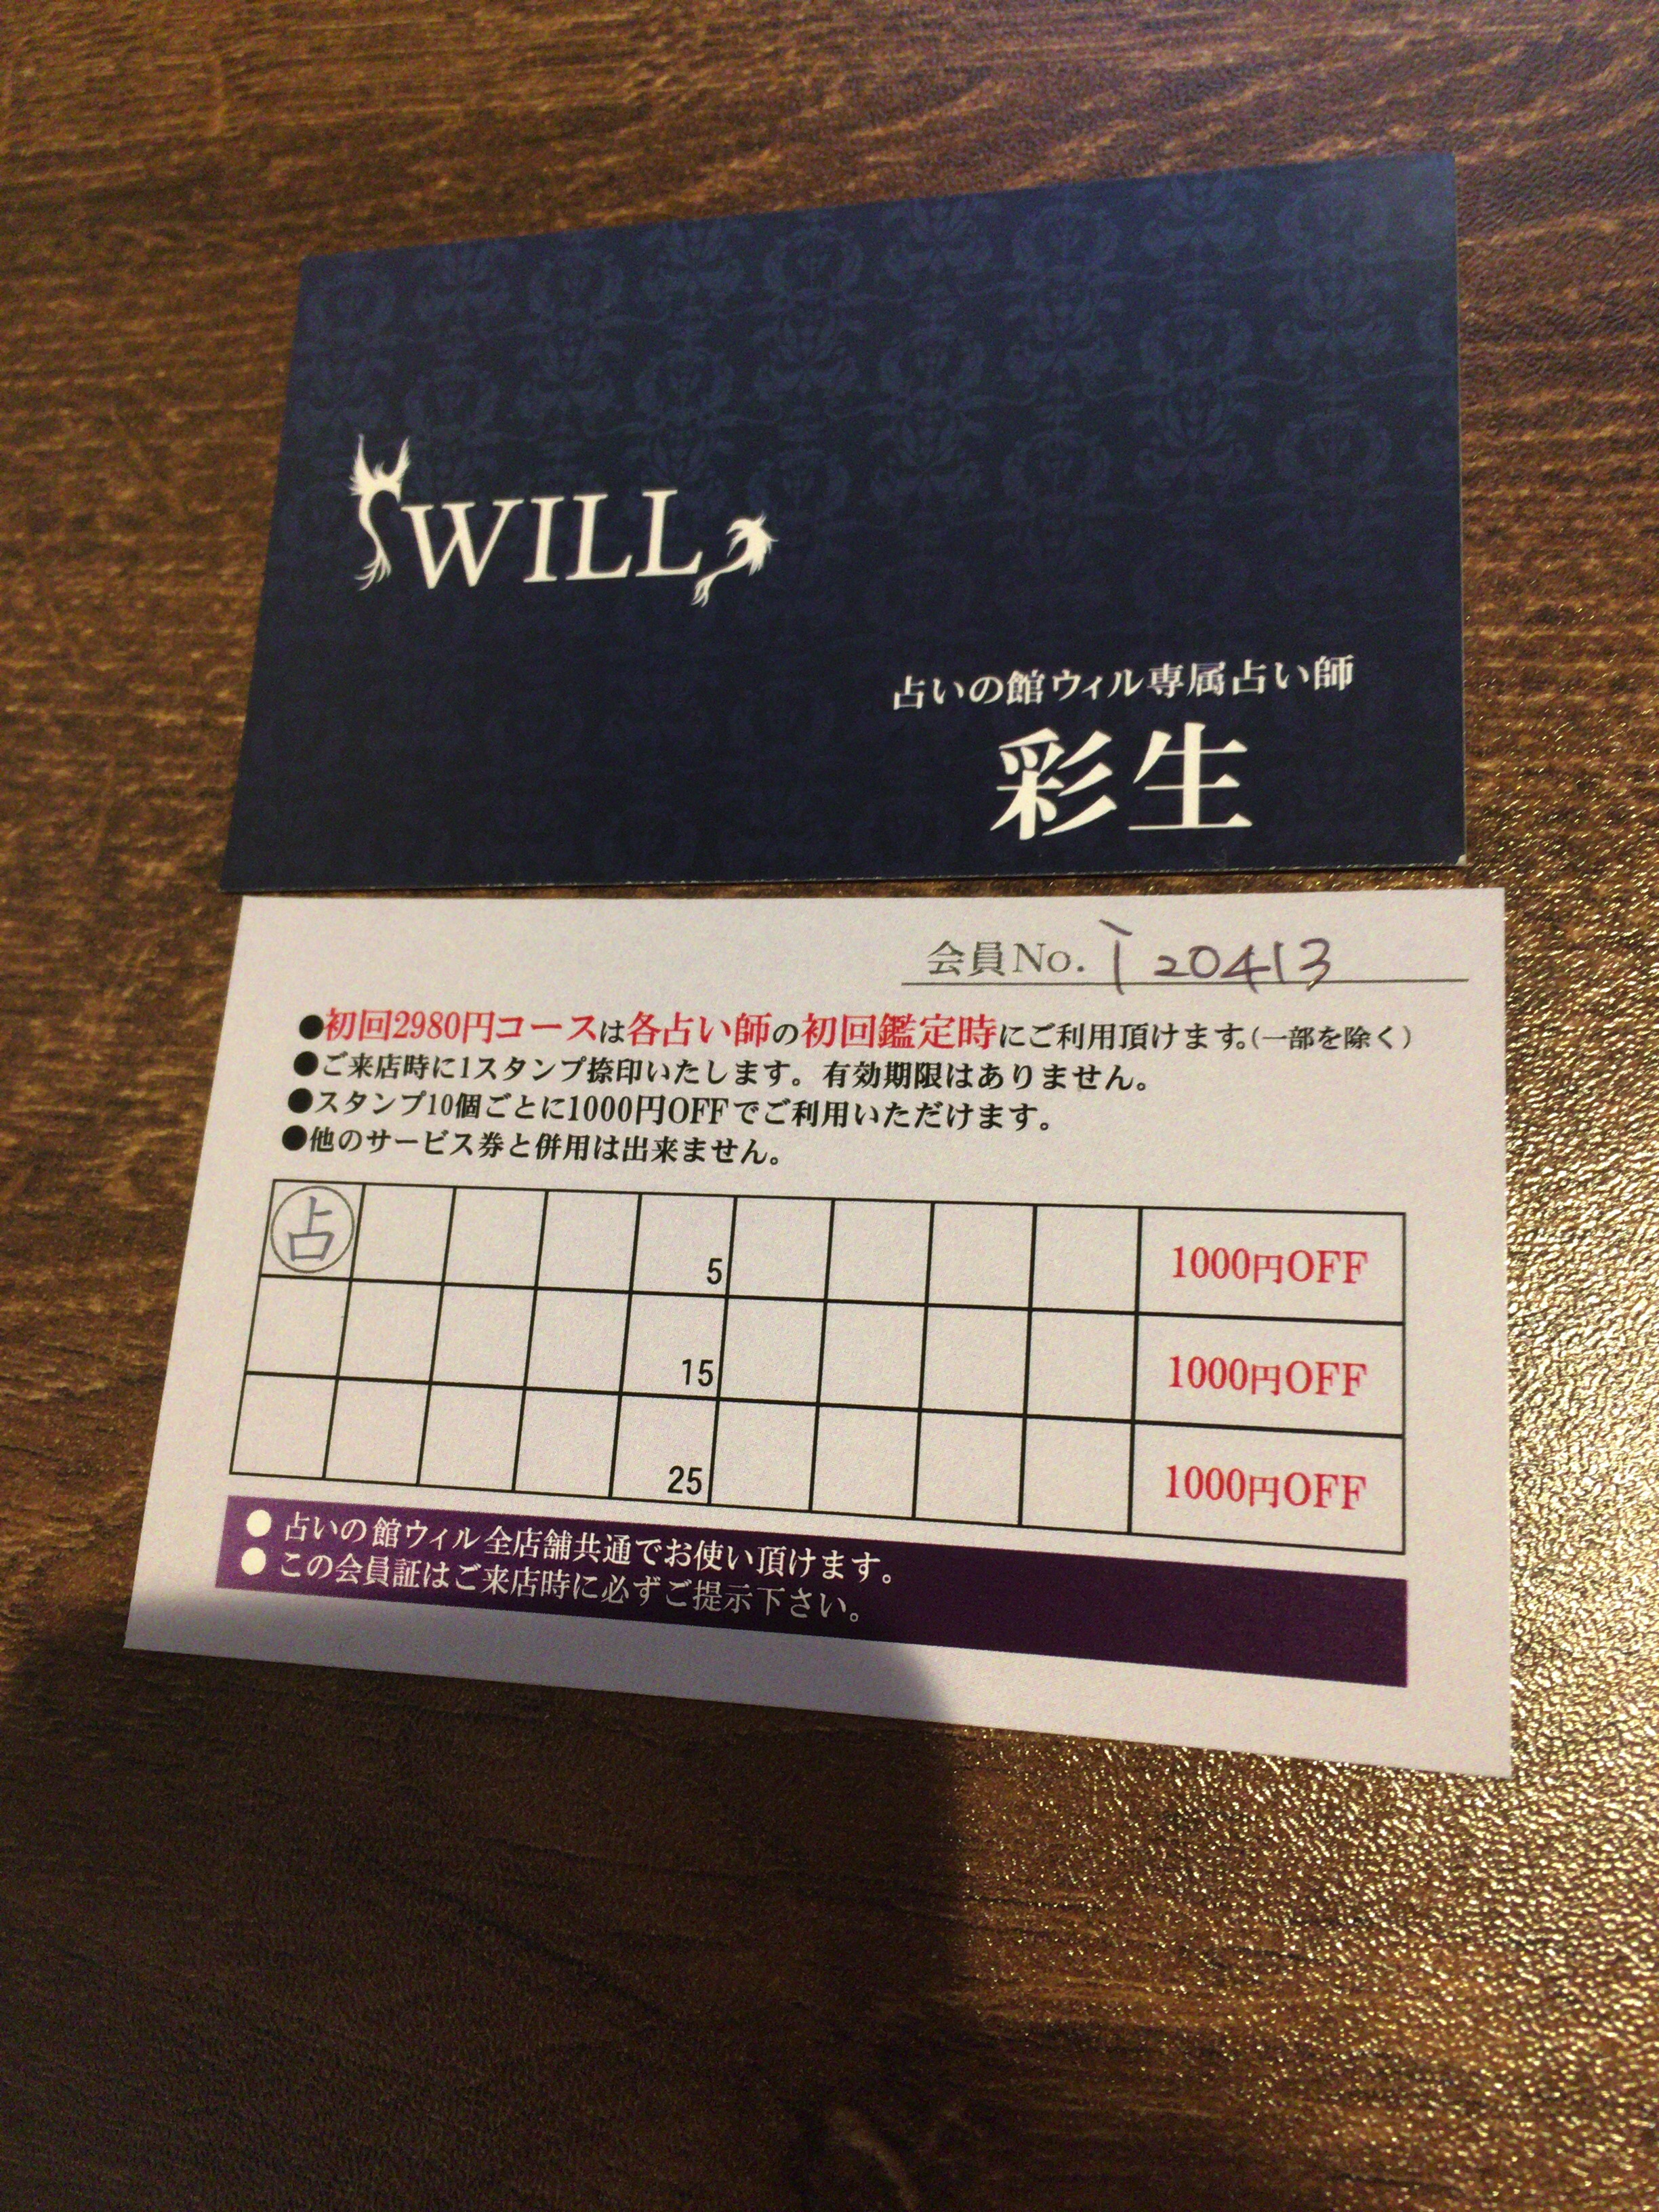 WILL
占いの館ウィル専属占い師
彩生
会員No. 20413
●初回2980円コースは各占い師の初回鑑定時にご利用頂けます。(一部を除く)
●ご来店時に1スタンプ捺印いたします。有効期限はありません。
●スタンプ10個ごとに1000円OFFでご利用いただけます。
●他のサービス券と併用は出来ません。
占
5
1000円OFF
15
1000円OFF
25
1000円OFF
● 占いの館ウィル全店舗共通でお使い頂けます。
● この会員証はご来店時に必ずご提示下さい。